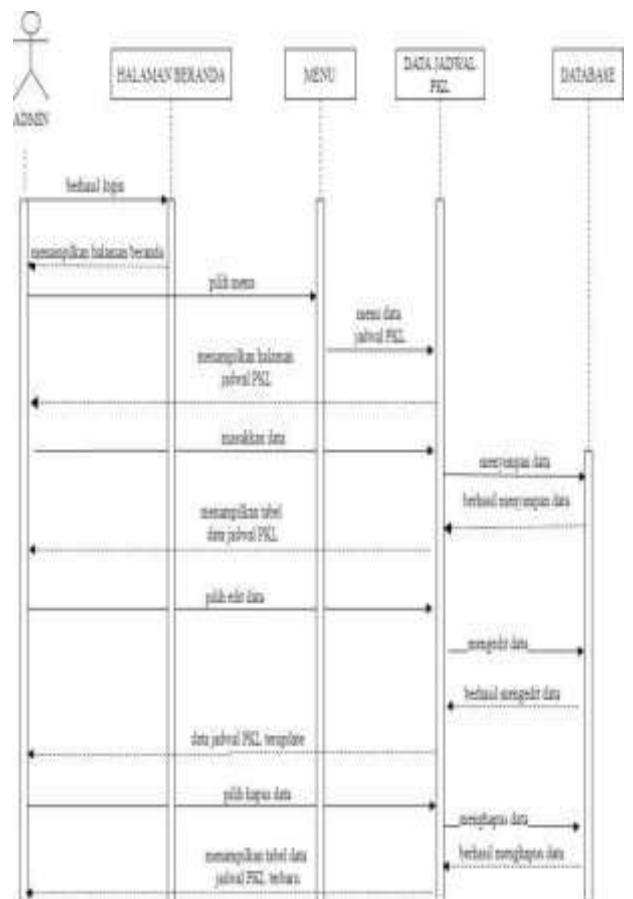 HALAMAN BERANDA
MENU
DATA JADWAL
PKL
DATABASE
ADMIN
berhasil login
menampilkan halaman beranda
pilih menu
menu data
jadwal PKL
menampilkan halaman
jadwal PKL
masukkan data
menyimpan data
berhasil menyimpan data
menampilkan tabel
data jadwal PKL
pilih edit data
mengedit data
berhasil mengedit data
data jadwal PKL terupdate
pilih hapus data
menghapus data
berhasil menghapus data
menampilkan tabel data
jadwal PKL terbaru